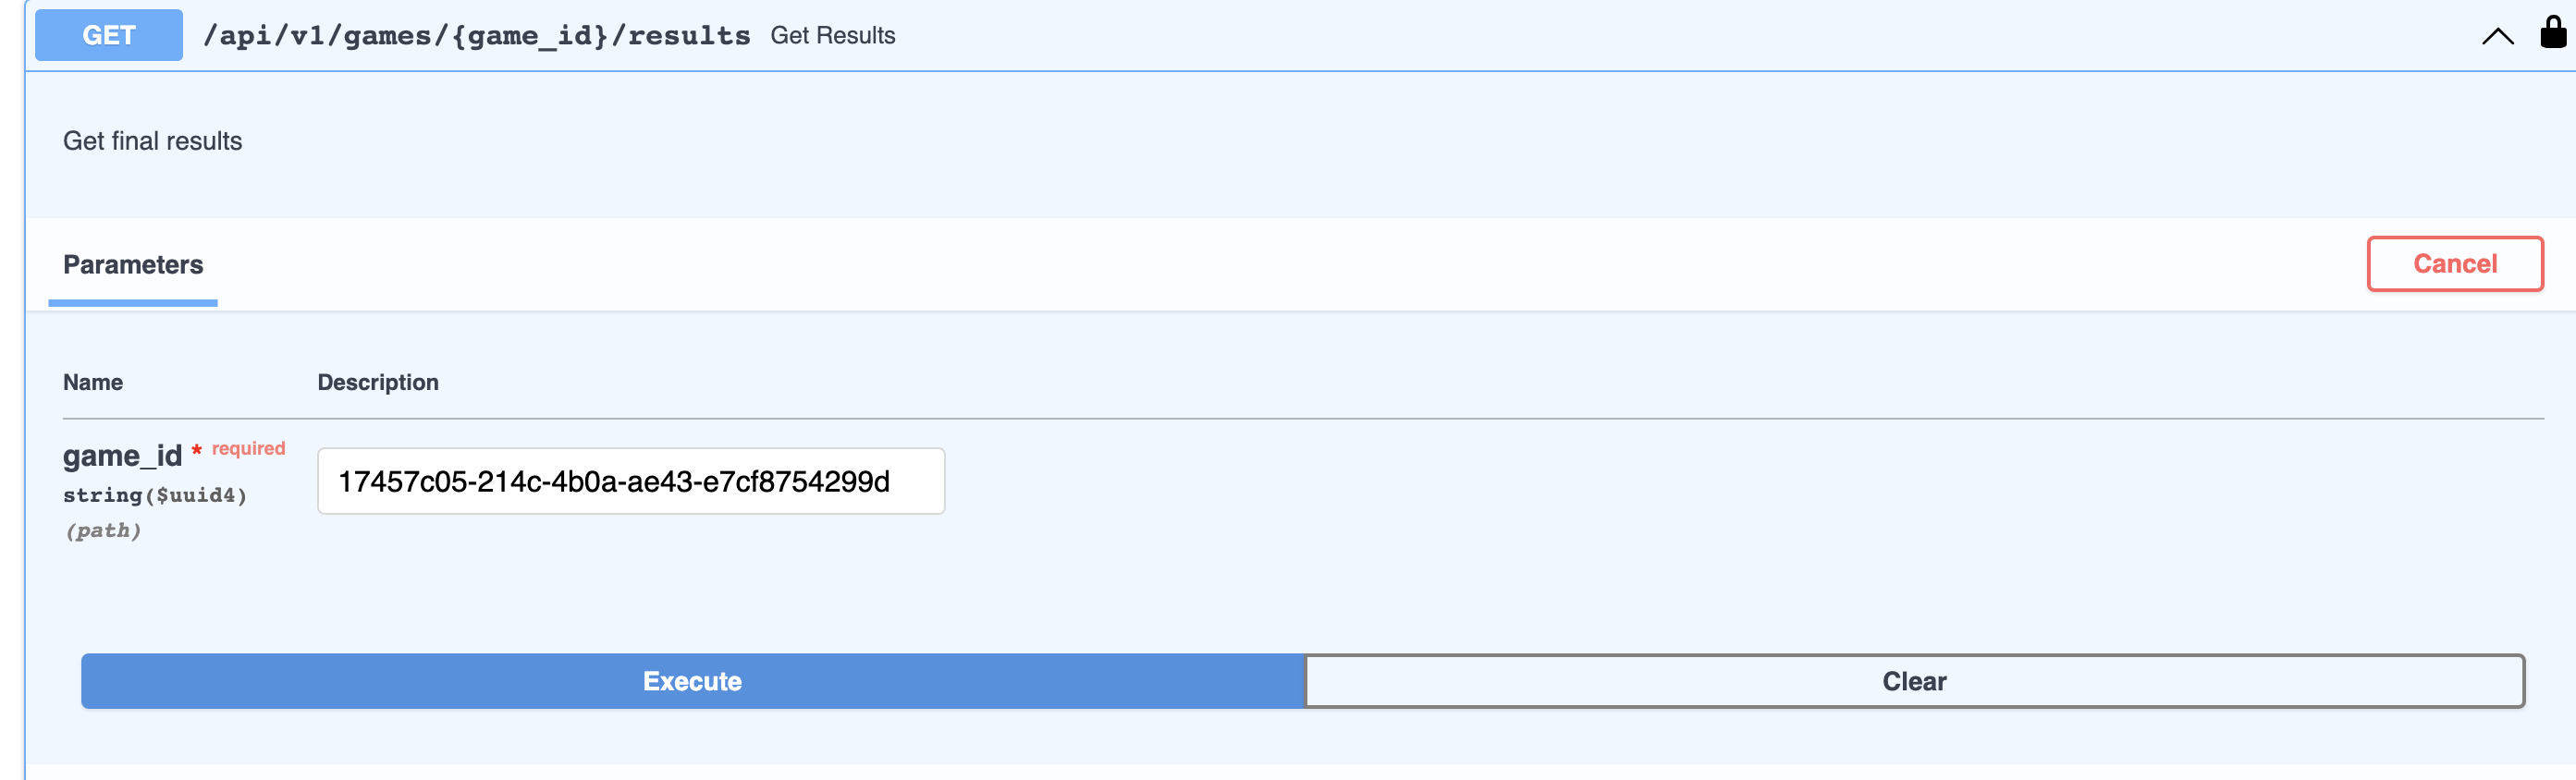 GET /api/v1/games/{game_id}/results Get Results
Get final results
Parameters
Cancel
Name Description
game_id * required
string($uuid4)
(path)
17457c05-214c-4b0a-ae43-e7cf8754299d
Execute
Clear